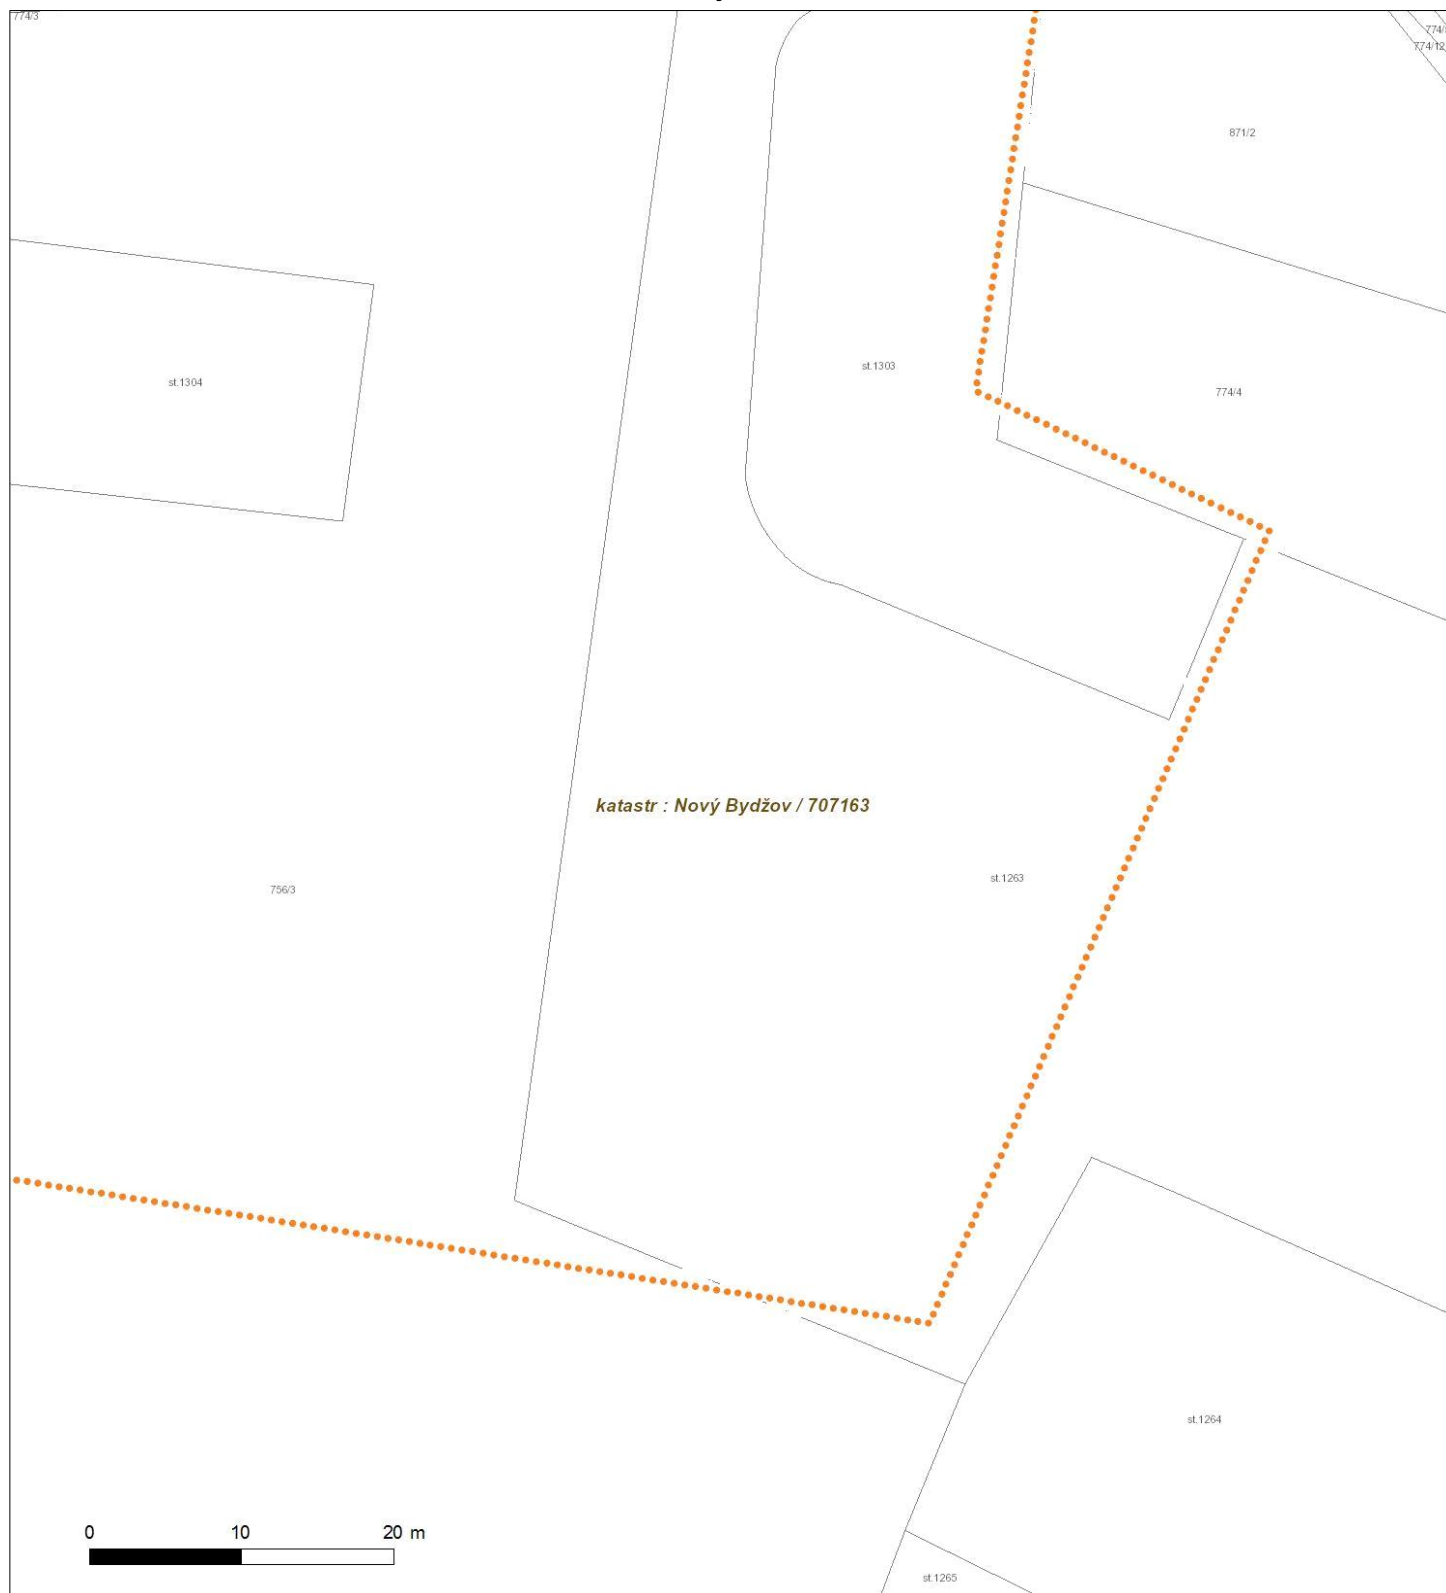 774/3
774/12
871/2
st.1303
st.1304
774/4
katastr : Nový Bydžov / 707163
st.1263
756/3
st.1264
0 10 20 m
st.1265